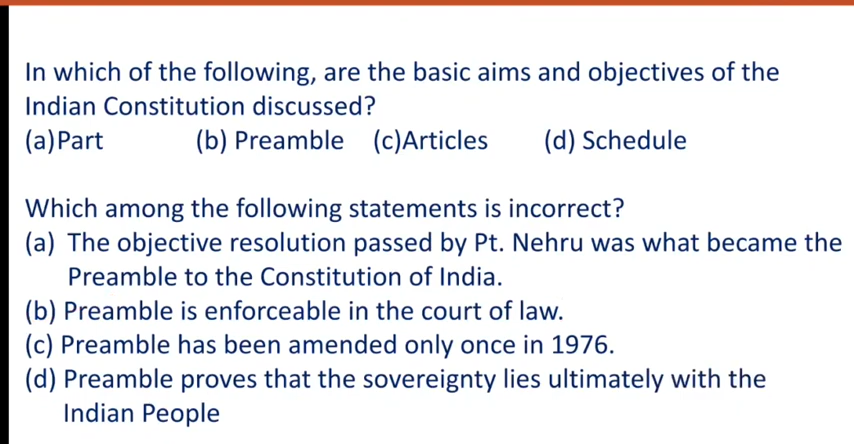 In which of the following, are the basic aims and objectives of the
Indian Constitution discussed?
(a)Part (b) Preamble (c)Articles (d) Schedule
Which among the following statements is incorrect?
(a) The objective resolution passed by Pt. Nehru was what became the
Preamble to the Constitution of India.
(b) Preamble is enforceable in the court of law.
(c) Preamble has been amended only once in 1976.
(d) Preamble proves that the sovereignty lies ultimately with the
Indian People